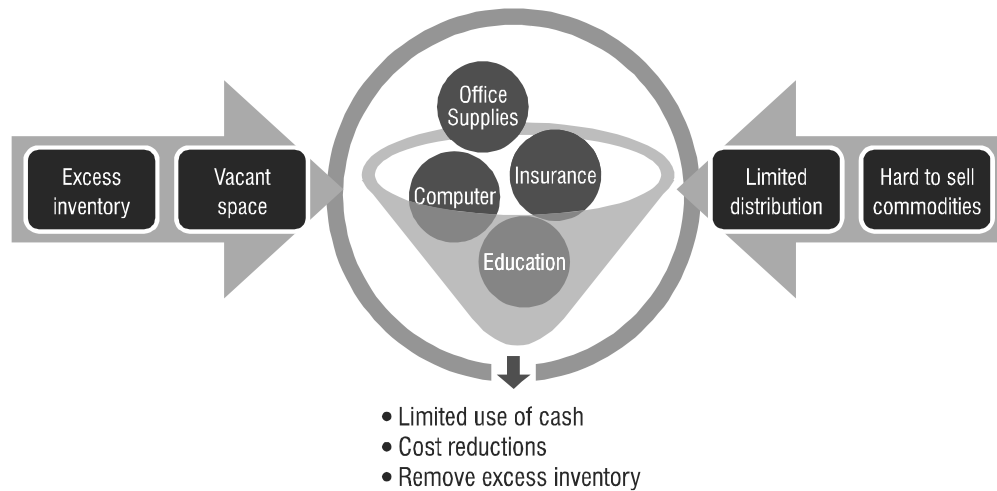 Office
Supplies
Excess
inventory
Vacant
space
Computer
Insurance
Limited
distribution
Hard to sell
commodities
Education
• Limited use of cash
• Cost reductions
• Remove excess inventory